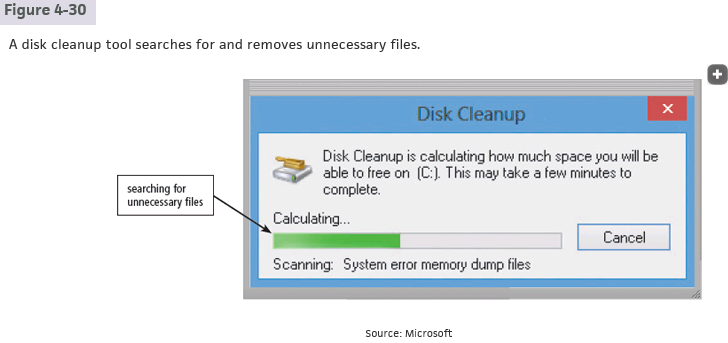 Figure 4-30
A disk cleanup tool searches for and removes unnecessary files.
Disk Cleanup
Disk Cleanup is calculating how much space you will be
able to free on (C:). This may take a few minutes to
complete.
searching for
unnecessary files
Calculating...
Cancel
Scanning: System error memory dump files
Source: Microsoft